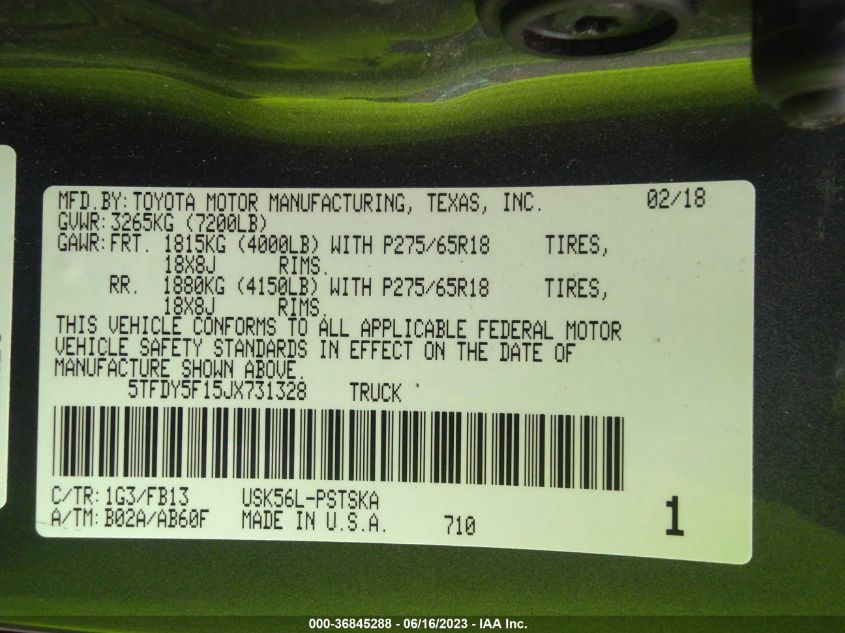 MFD.BY: TOYOTA MOTOR MANUFACTURING, TEXAS, INC. 02/18
GVWR: 3265KG (7200LB)
GAWR: FRT. 1815KG (4000LB) WITH P275/65R18 TIRES,
18X8J RIMS.
RR. 1880KG (4150LB) WITH P275/65R18 TIRES,
18X8J RIMS.
THIS VEHICLE CONFORMS TO ALL APPLICABLE FEDERAL MOTOR
VEHICLE SAFETY STANDARDS IN EFFECT ON THE DATE OF
MANUFACTURE SHOWN ABOVE.
5TFDY5F15JX731328 TRUCK
C/TR: 1G3/FB13 USK56L-PSTSKA
A/TM: B02A/AB60F MADE IN U.S.A. 710 1
000-36845288 - 06/16/2023 - IAA Inc.